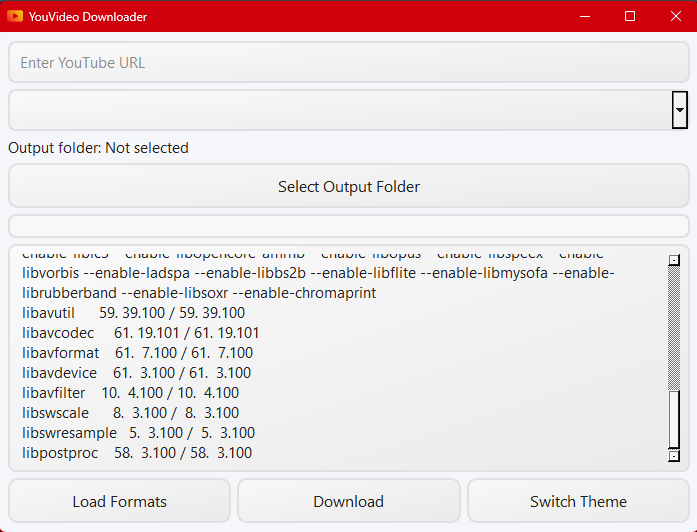 YouVideo Downloader
Enter YouTube URL
Output folder: Not selected
Select Output Folder
enable-libvorbis --enable-ladspa --enable-libbs2b --enable-libflite --enable-libmysofa --enable-
librubberband --enable-libsoxr --enable-chromaprint
libavutil 59. 39.100 / 59. 39.100
libavcodec 61. 19.101 / 61. 19.101
libavformat 61. 7.100 / 61. 7.100
libavdevice 61. 3.100 / 61. 3.100
libavfilter 10. 4.100 / 10. 4.100
libswscale 8. 3.100 / 8. 3.100
libswresample 5. 3.100 / 5. 3.100
libpostproc 58. 3.100 / 58. 3.100
Load Formats
Download
Switch Theme